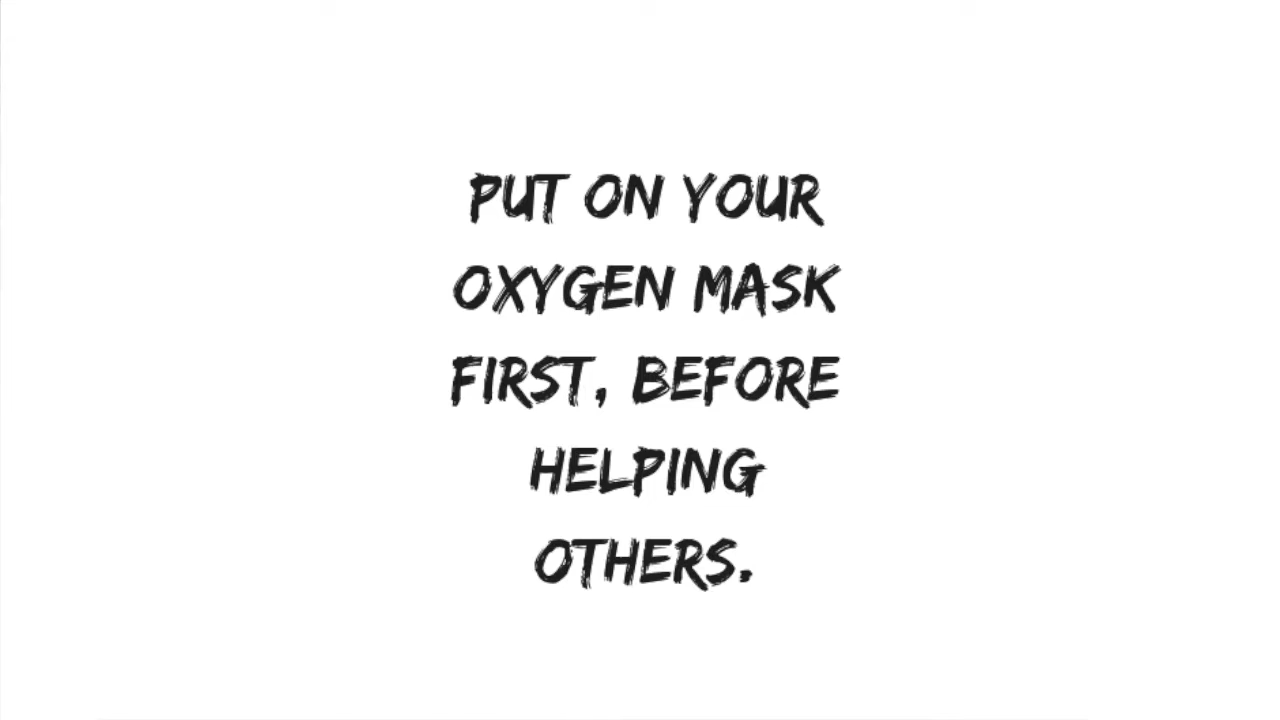 PUT ON YOUR
OXYGEN MASK
FIRST, BEFORE
HELPING
OTHERS.